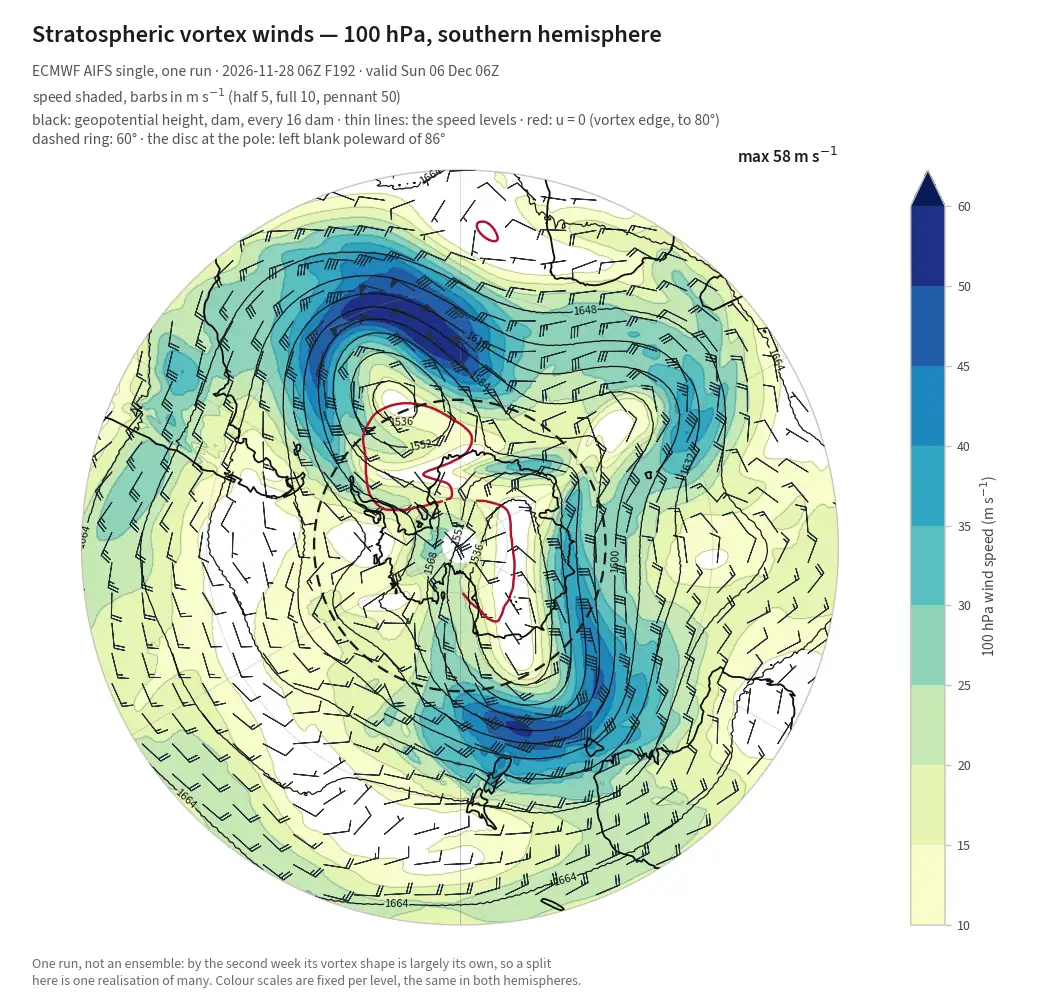 Stratospheric vortex winds — 100 hPa, southern hemisphere
ECMWF AIFS single, one run · 2026-11-28 06Z F192 · valid Sun 06 Dec 06Z
speed shaded, barbs in m s⁻¹ (half 5, full 10, pennant 50)
black: geopotential height, dam, every 16 dam · thin lines: the speed levels · red: u = 0 (vortex edge, to 80°)
dashed ring: 60° · the disc at the pole: left blank poleward of 86°
max 58 m s⁻¹
1664
1648
1664
1536
1552
1632
1664
1552
1536
1568
1600
1664
1664
1664
60
50
45
40
35
30
25
20
15
10
100 hPa wind speed (m s⁻¹)
One run, not an ensemble: by the second week its vortex shape is largely its own, so a split
here is one realisation of many. Colour scales are fixed per level, the same in both hemispheres.